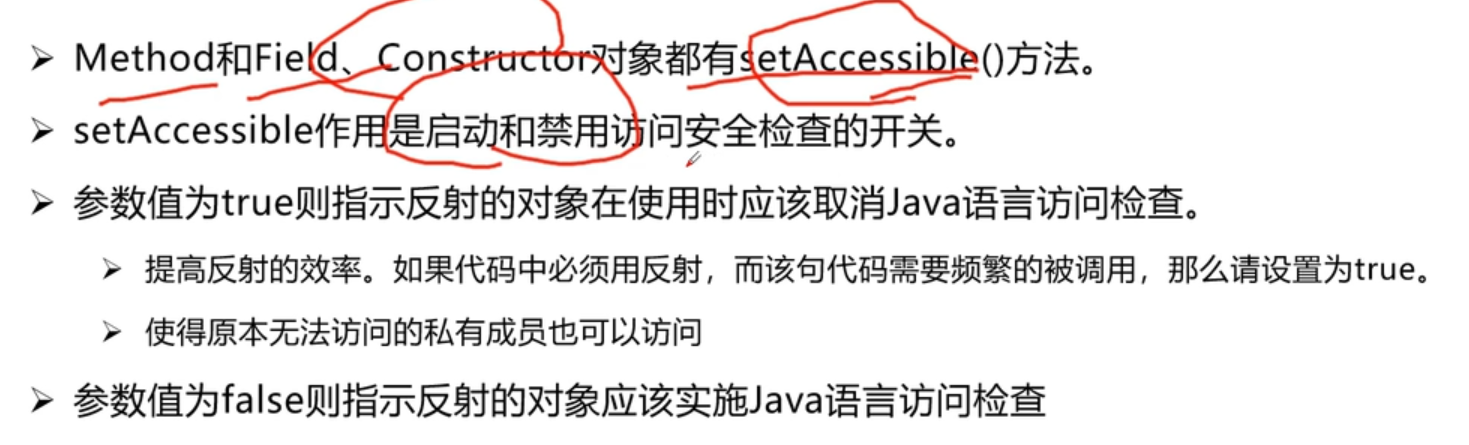 ➢ Method和Field、Constructor对象都有setAccessible()方法。
➢ setAccessible作用是启动和禁用访问安全检查的开关。
➢ 参数值为true则指示反射的对象在使用时应该取消Java语言访问检查。
➢ 提高反射的效率。如果代码中必须用反射，而该句代码需要频繁的被调用，那么请设置为true。
➢ 使得原本无法访问的私有成员也可以访问
➢ 参数值为false则指示反射的对象应该实施Java语言访问检查